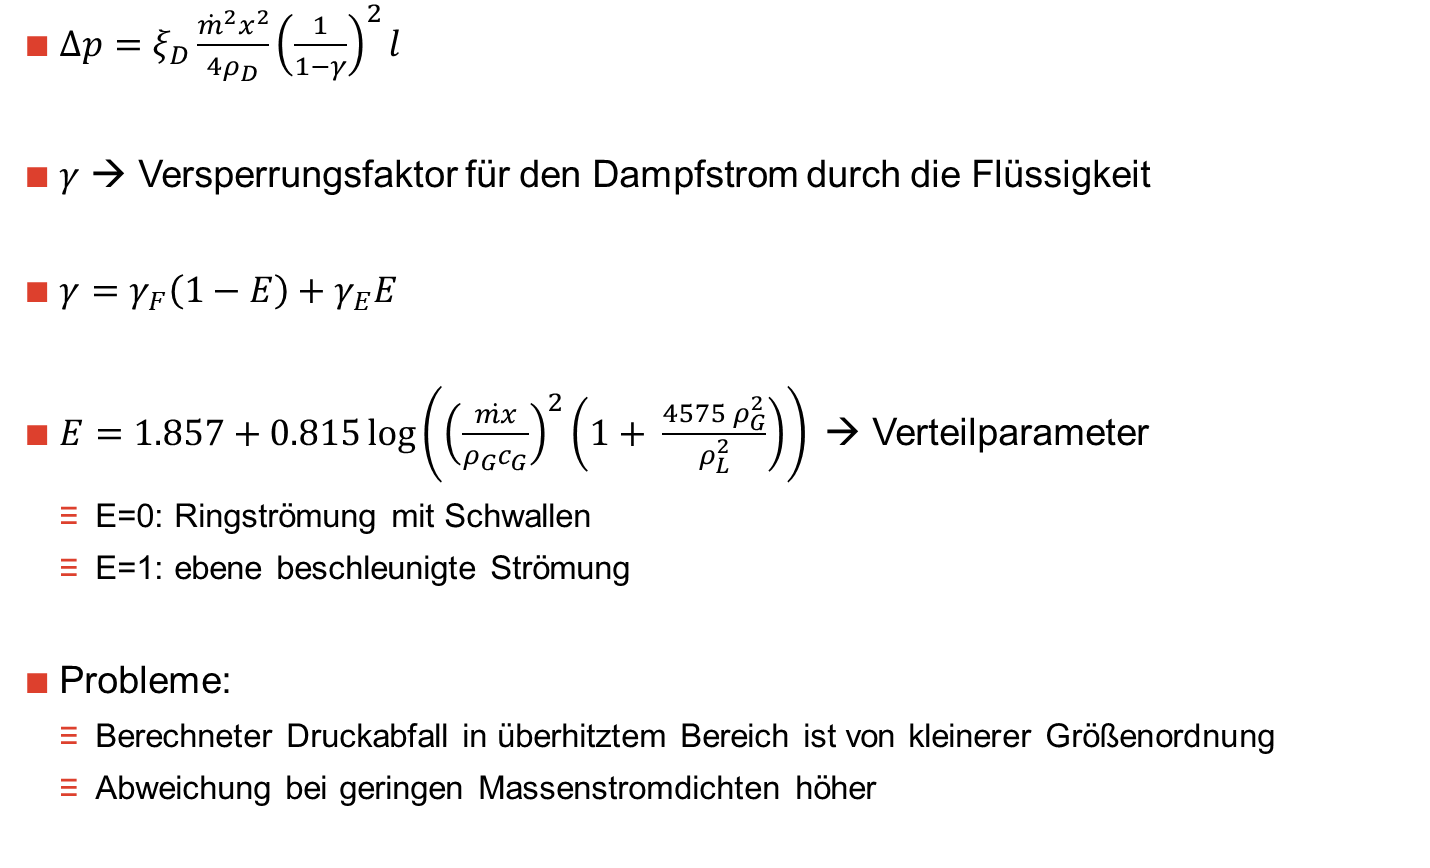 ■ Δp = ξ_D ṁ²x²/4ρ_D (1/1−γ)² l
■ γ → Versperrungsfaktor für den Dampfstrom durch die Flüssigkeit
■ γ = γ_F(1 − E) + γ_E E
■ E = 1.857 + 0.815 log((ṁx/ρ_G c_G)² (1 + 4575 ρ_G²/ρ_L²)) → Verteilparameter
≡ E=0: Ringströmung mit Schwallen
≡ E=1: ebene beschleunigte Strömung
■ Probleme:
≡ Berechneter Druckabfall in überhitztem Bereich ist von kleinerer Größenordnung
≡ Abweichung bei geringen Massenstromdichten höher